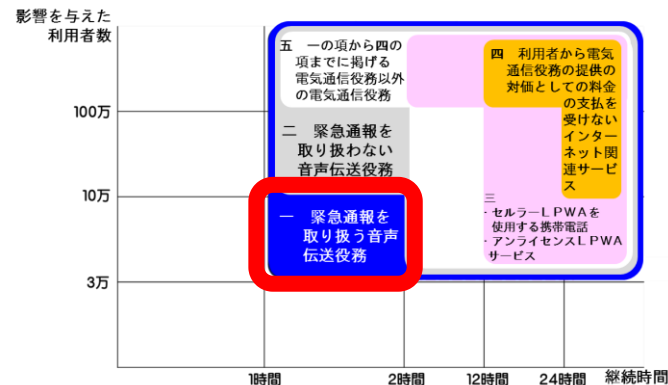 影響を与えた
利用者数
五 一の項から四の
項までに掲げる
電気通信役務以外
の電気通信役務
四 利用者から電気
通信役務の提供の
対価としての料金
の支払を
受けない
インター
ネット関
連サービ
ス
100万
二 緊急通報を
取り扱わない
音声伝送役務
10万
一 緊急通報を
取り扱う音声
伝送役務
三
・セルラーLPWAを
使用する携帯電話
・アンライセンスLPWA
サービス
3万
1時間
2時間
12時間
24時間
継続時間